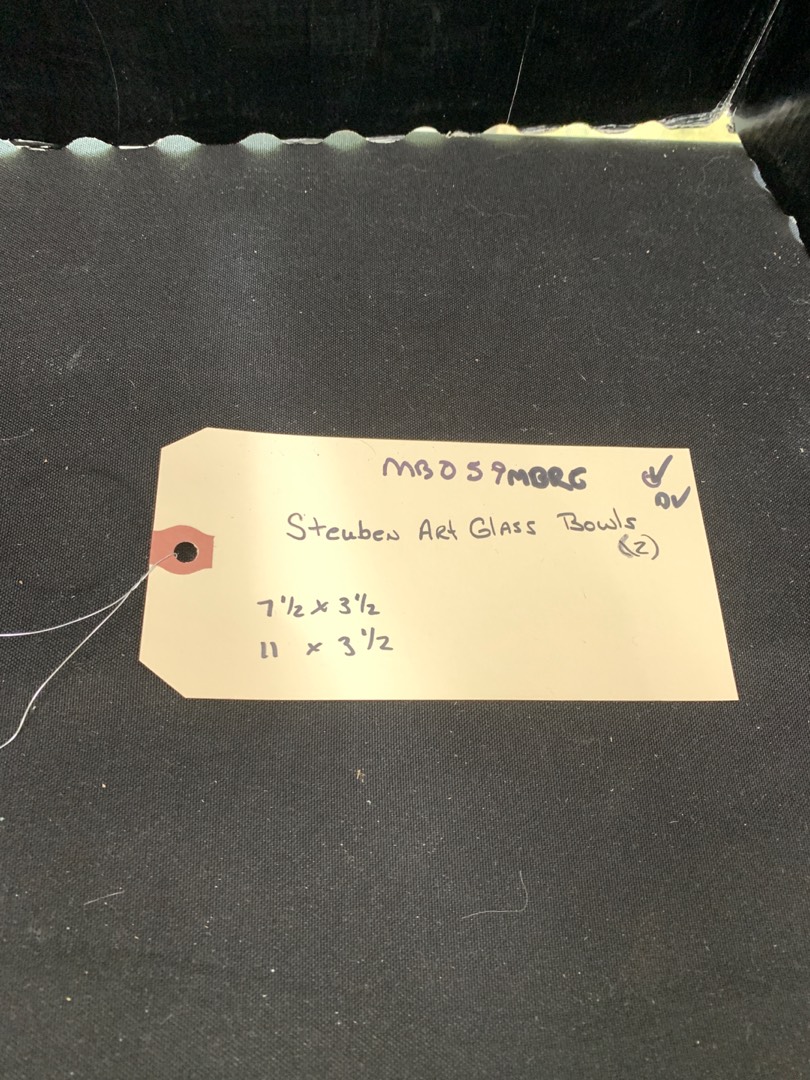 MB059MBRG
Steuben Art Glass Bowls
(2)
7 1/2 x 3 1/2
11 x 3 1/2